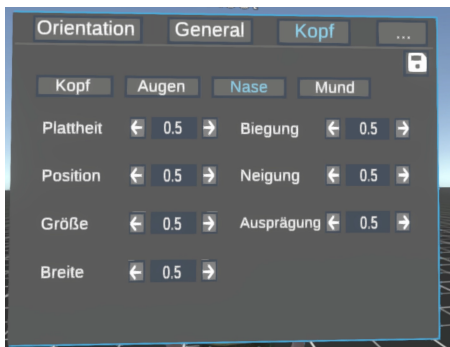 Orientation General Kopf ...
Kopf Augen Nase Mund
Plattheit 0.5 Biegung 0.5
Position 0.5 Neigung 0.5
Größe 0.5 Ausprägung 0.5
Breite 0.5